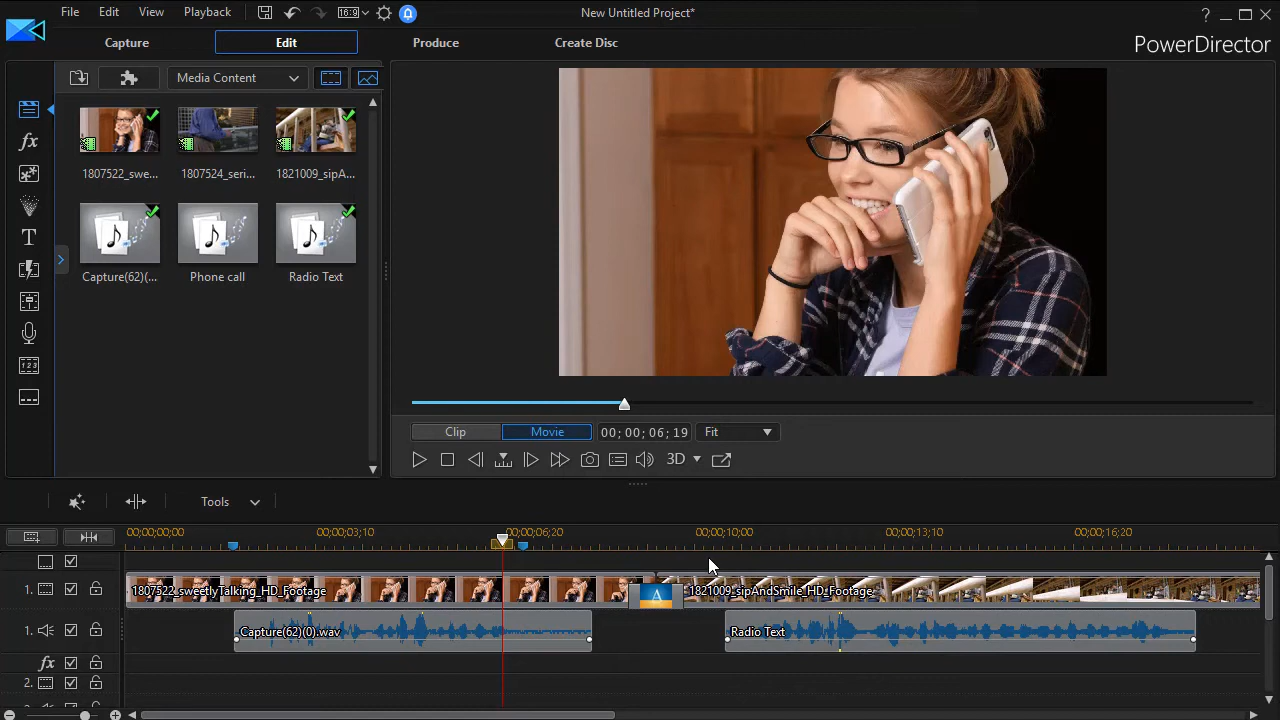 File Edit View Playback 16:9 New Untitled Project* ?
Capture Edit Produce Create Disc PowerDirector
Media Content
fx
1807522_swe... 1807524_seri... 1821009_sipA...
T
Capture(62)(... Phone call Radio Text
Clip Movie 00; 00; 06; 19 Fit
3D
Tools
00;00;00;00 00;00;03;10 00;00;06;20 00;00;10;00 00;00;13;10 00;00;16;20
1. 1807522_sweetlyTalking_HD_Footage A 1821009_sipAndSmile_HD_Footage
1. Capture(62)(0).wav Radio Text
fx
2.